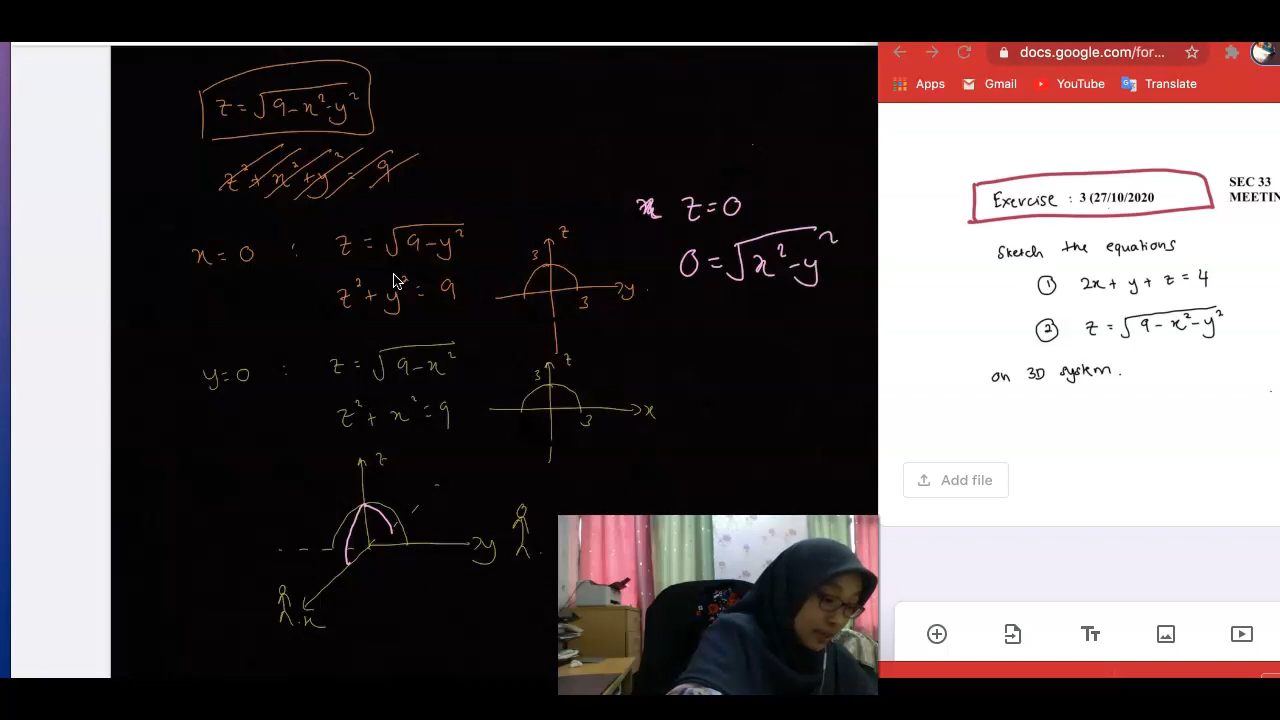 z = √9 − x² − y²
z² + x² + y² = 9
x = 0 : z = √9 − y²
z² + y² = 9
z
3
3
y
y = 0 : z = √9 − x²
z² + x² = 9
z
3
3
x
z
y
x
z = 0
0 = √x² − y²
docs.google.com/for...
Apps Gmail YouTube Translate
Exercise : 3 (27/10/2020
SEC 33
MEETIN
Sketch the equations
① 2x + y + z = 4
② z = √9 − x² − y²
on 3D system.
Add file
Tt